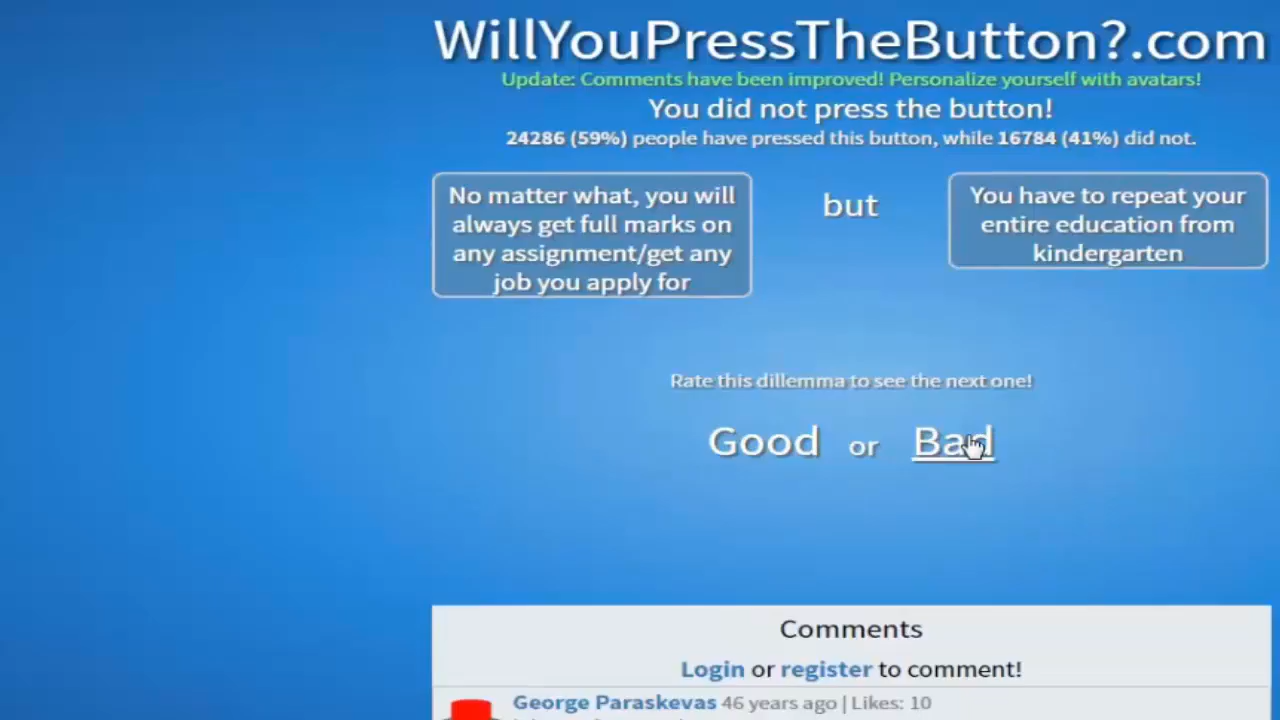 WillYouPressTheButton?.com
Update: Comments have been improved! Personalize yourself with avatars!
You did not press the button!
24286 (59%) people have pressed this button, while 16784 (41%) did not.
No matter what, you will
always get full marks on
any assignment/get any
job you apply for
but
You have to repeat your
entire education from
kindergarten
Rate this dillemma to see the next one!
Good or Bad
Comments
Login or register to comment!
George Paraskevas 46 years ago | Likes: 10